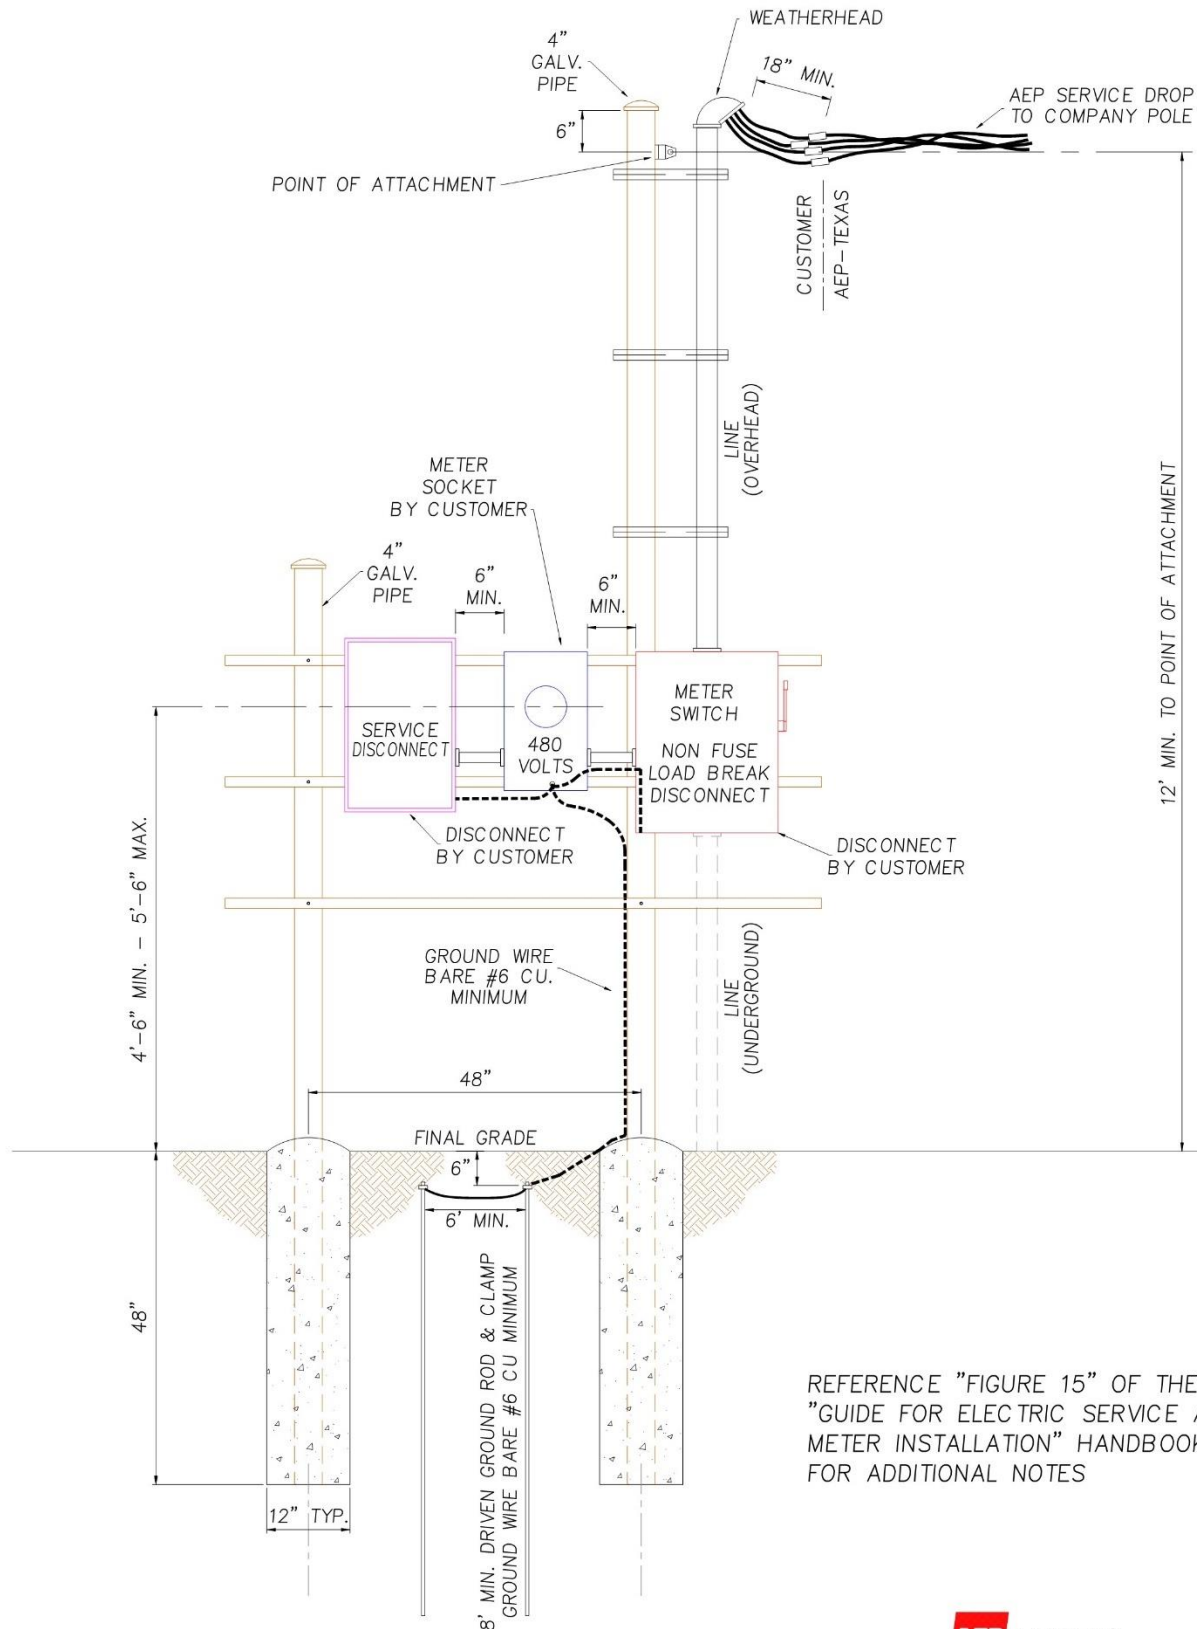 WEATHERHEAD
4"
GALV.
PIPE
18" MIN.
AEP SERVICE DROP
TO COMPANY POLE
6"
POINT OF ATTACHMENT
CUSTOMER
AEP-TEXAS
LINE
(OVERHEAD)
METER
SOCKET
BY CUSTOMER
12' MIN. TO POINT OF ATTACHMENT
4"
GALV.
PIPE
6"
MIN.
6"
MIN.
METER
SWITCH
NON FUSE
LOAD BREAK
DISCONNECT
SERVICE
DISCONNECT
480
VOLTS
DISCONNECT
BY CUSTOMER
DISCONNECT
BY CUSTOMER
4'-6" MIN. - 5'-6" MAX.
GROUND WIRE
BARE #6 CU.
MINIMUM
LINE
(UNDERGROUND)
48"
FINAL GRADE
6"
6' MIN.
48"
8' MIN. DRIVEN GROUND ROD & CLAMP
GROUND WIRE BARE #6 CU MINIMUM
12" TYP.
REFERENCE "FIGURE 15" OF THE
"GUIDE FOR ELECTRIC SERVICE
METER INSTALLATION" HANDBOOK
FOR ADDITIONAL NOTES